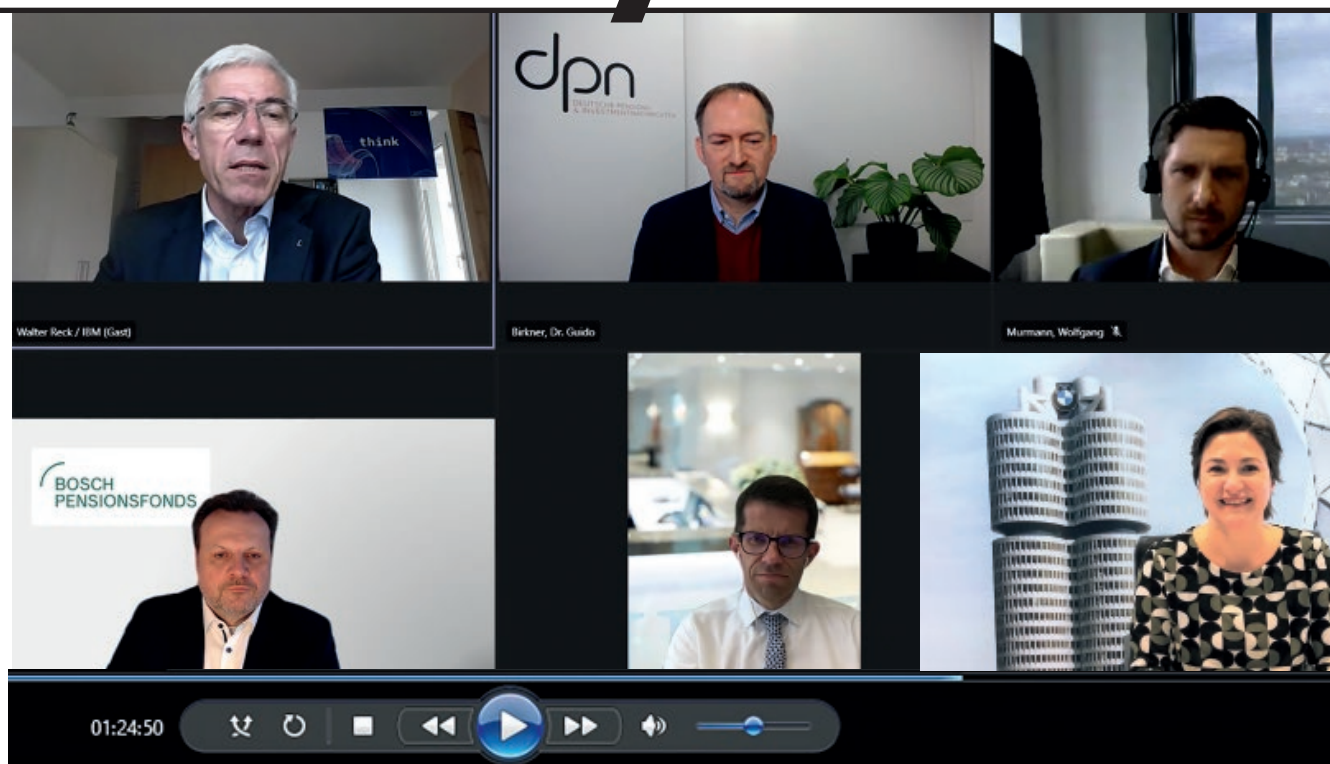 think
dpn
DEUTSCHE PENSIONS-
& INVESTMENTNACHRICHTEN
Walter Reck / IBM (Gast)
Birkner, Dr. Guido
Murmann, Wolfgang
BOSCH
PENSIONSFONDS
01:24:50